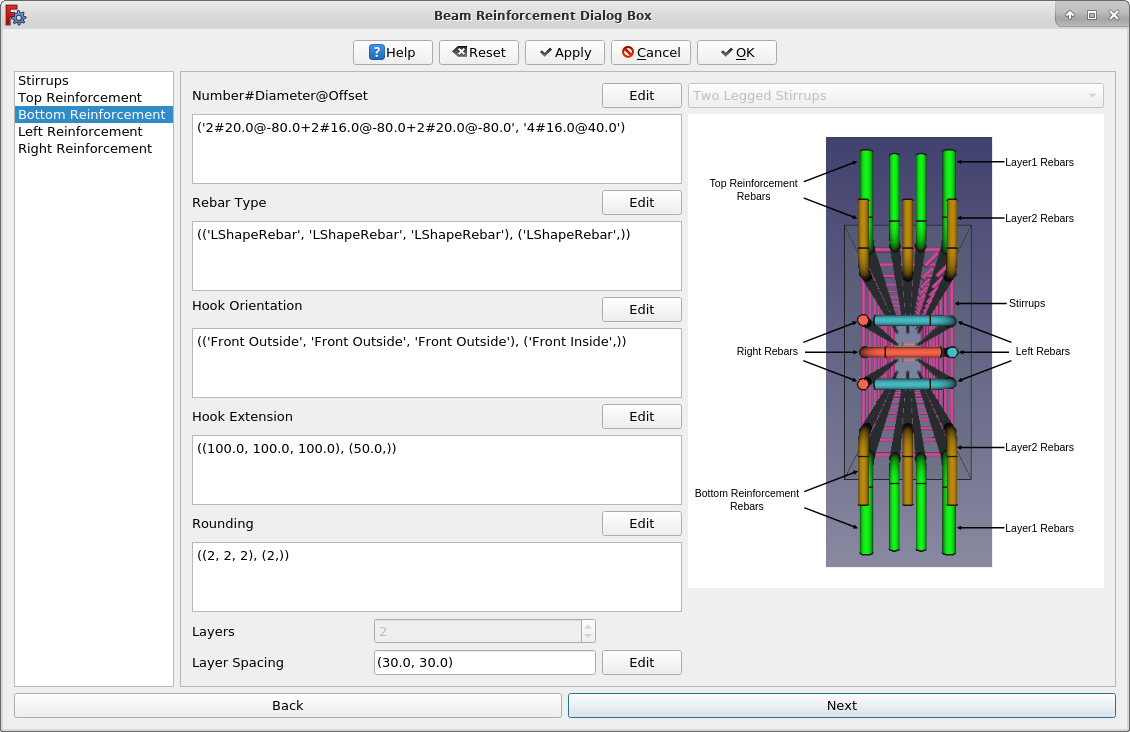 Beam Reinforcement Dialog Box
Help
Reset
Apply
Cancel
OK
Stirrups
Top Reinforcement
Bottom Reinforcement
Left Reinforcement
Right Reinforcement
Number#Diameter@Offset
Edit
('2#20.0@-80.0+2#16.0@-80.0+2#20.0@-80.0', '4#16.0@40.0')
Rebar Type
Edit
(('LShapeRebar', 'LShapeRebar', 'LShapeRebar'), ('LShapeRebar',))
Hook Orientation
Edit
(('Front Outside', 'Front Outside', 'Front Outside'), ('Front Inside',))
Hook Extension
Edit
((100.0, 100.0, 100.0), (50.0,))
Rounding
Edit
((2, 2, 2), (2,))
Layers
2
Layer Spacing
(30.0, 30.0)
Edit
Two Legged Stirrups
Top Reinforcement
Rebars
Layer1 Rebars
Layer2 Rebars
Stirrups
Right Rebars
Left Rebars
Layer2 Rebars
Bottom Reinforcement
Rebars
Layer1 Rebars
Back
Next